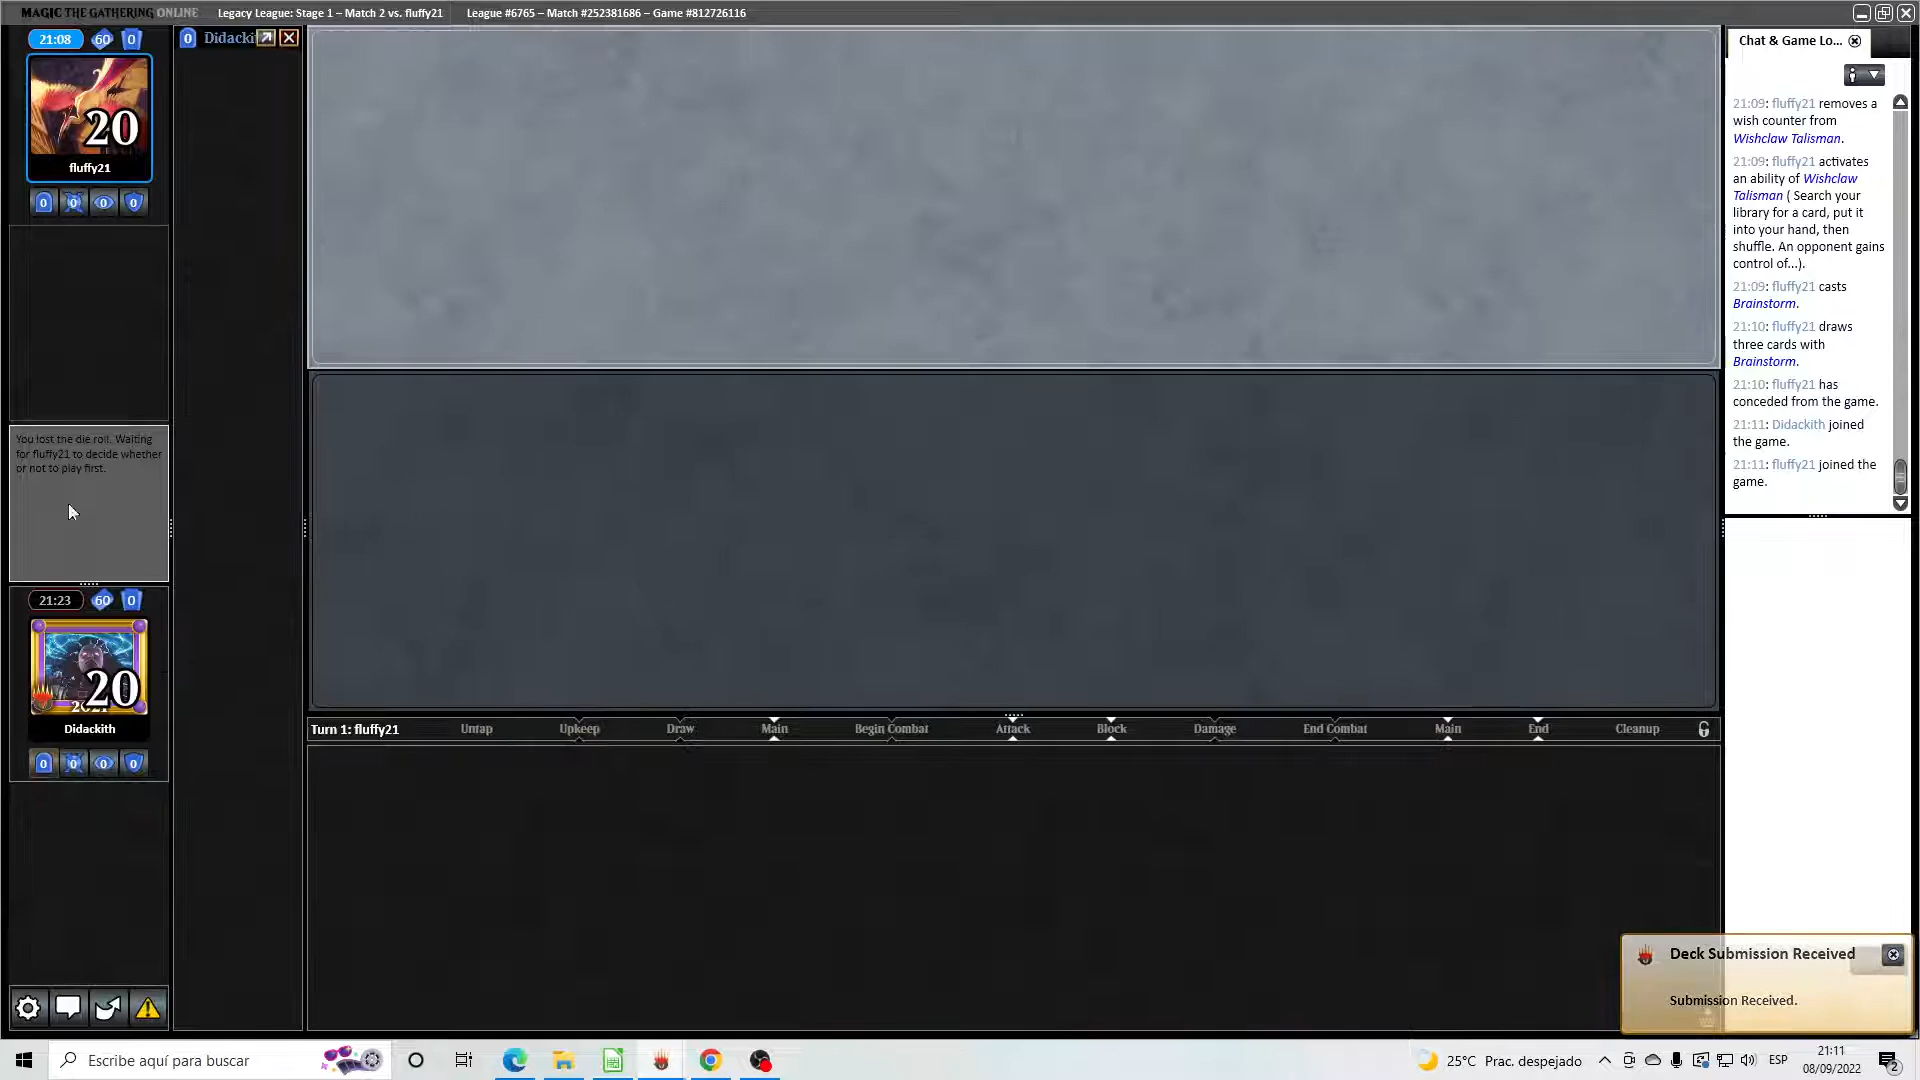 MAGIC THE GATHERING ONLINE
Legacy League: Stage 1 – Match 2 vs. fluffy21
League #6765 – Match #252381686 – Game #812726116
21:08
60
0
20
fluffy21
0 0 0 0
0
Didackit
You lost the die roll. Waiting
for fluffy21 to decide whether
or not to play first.
21:23
60
0
20
2021
Didackith
0 0 0 0
Turn 1: fluffy21
Untap
Upkeep
Draw
Main
Begin Combat
Attack
Block
Damage
End Combat
Main
End
Cleanup
Chat & Game Lo...
21:09: fluffy21 removes a
wish counter from
Wishclaw Talisman.
21:09: fluffy21 activates
an ability of Wishclaw
Talisman ( Search your
library for a card, put it
into your hand, then
shuffle. An opponent gains
control of...).
21:09: fluffy21 casts
Brainstorm.
21:10: fluffy21 draws
three cards with
Brainstorm.
21:10: fluffy21 has
conceded from the game.
21:11: Didackith joined
the game.
21:11: fluffy21 joined the
game.
Deck Submission Received
Submission Received.
Escribe aquí para buscar
25°C Prac. despejado
ESP
21:11
08/09/2022
2